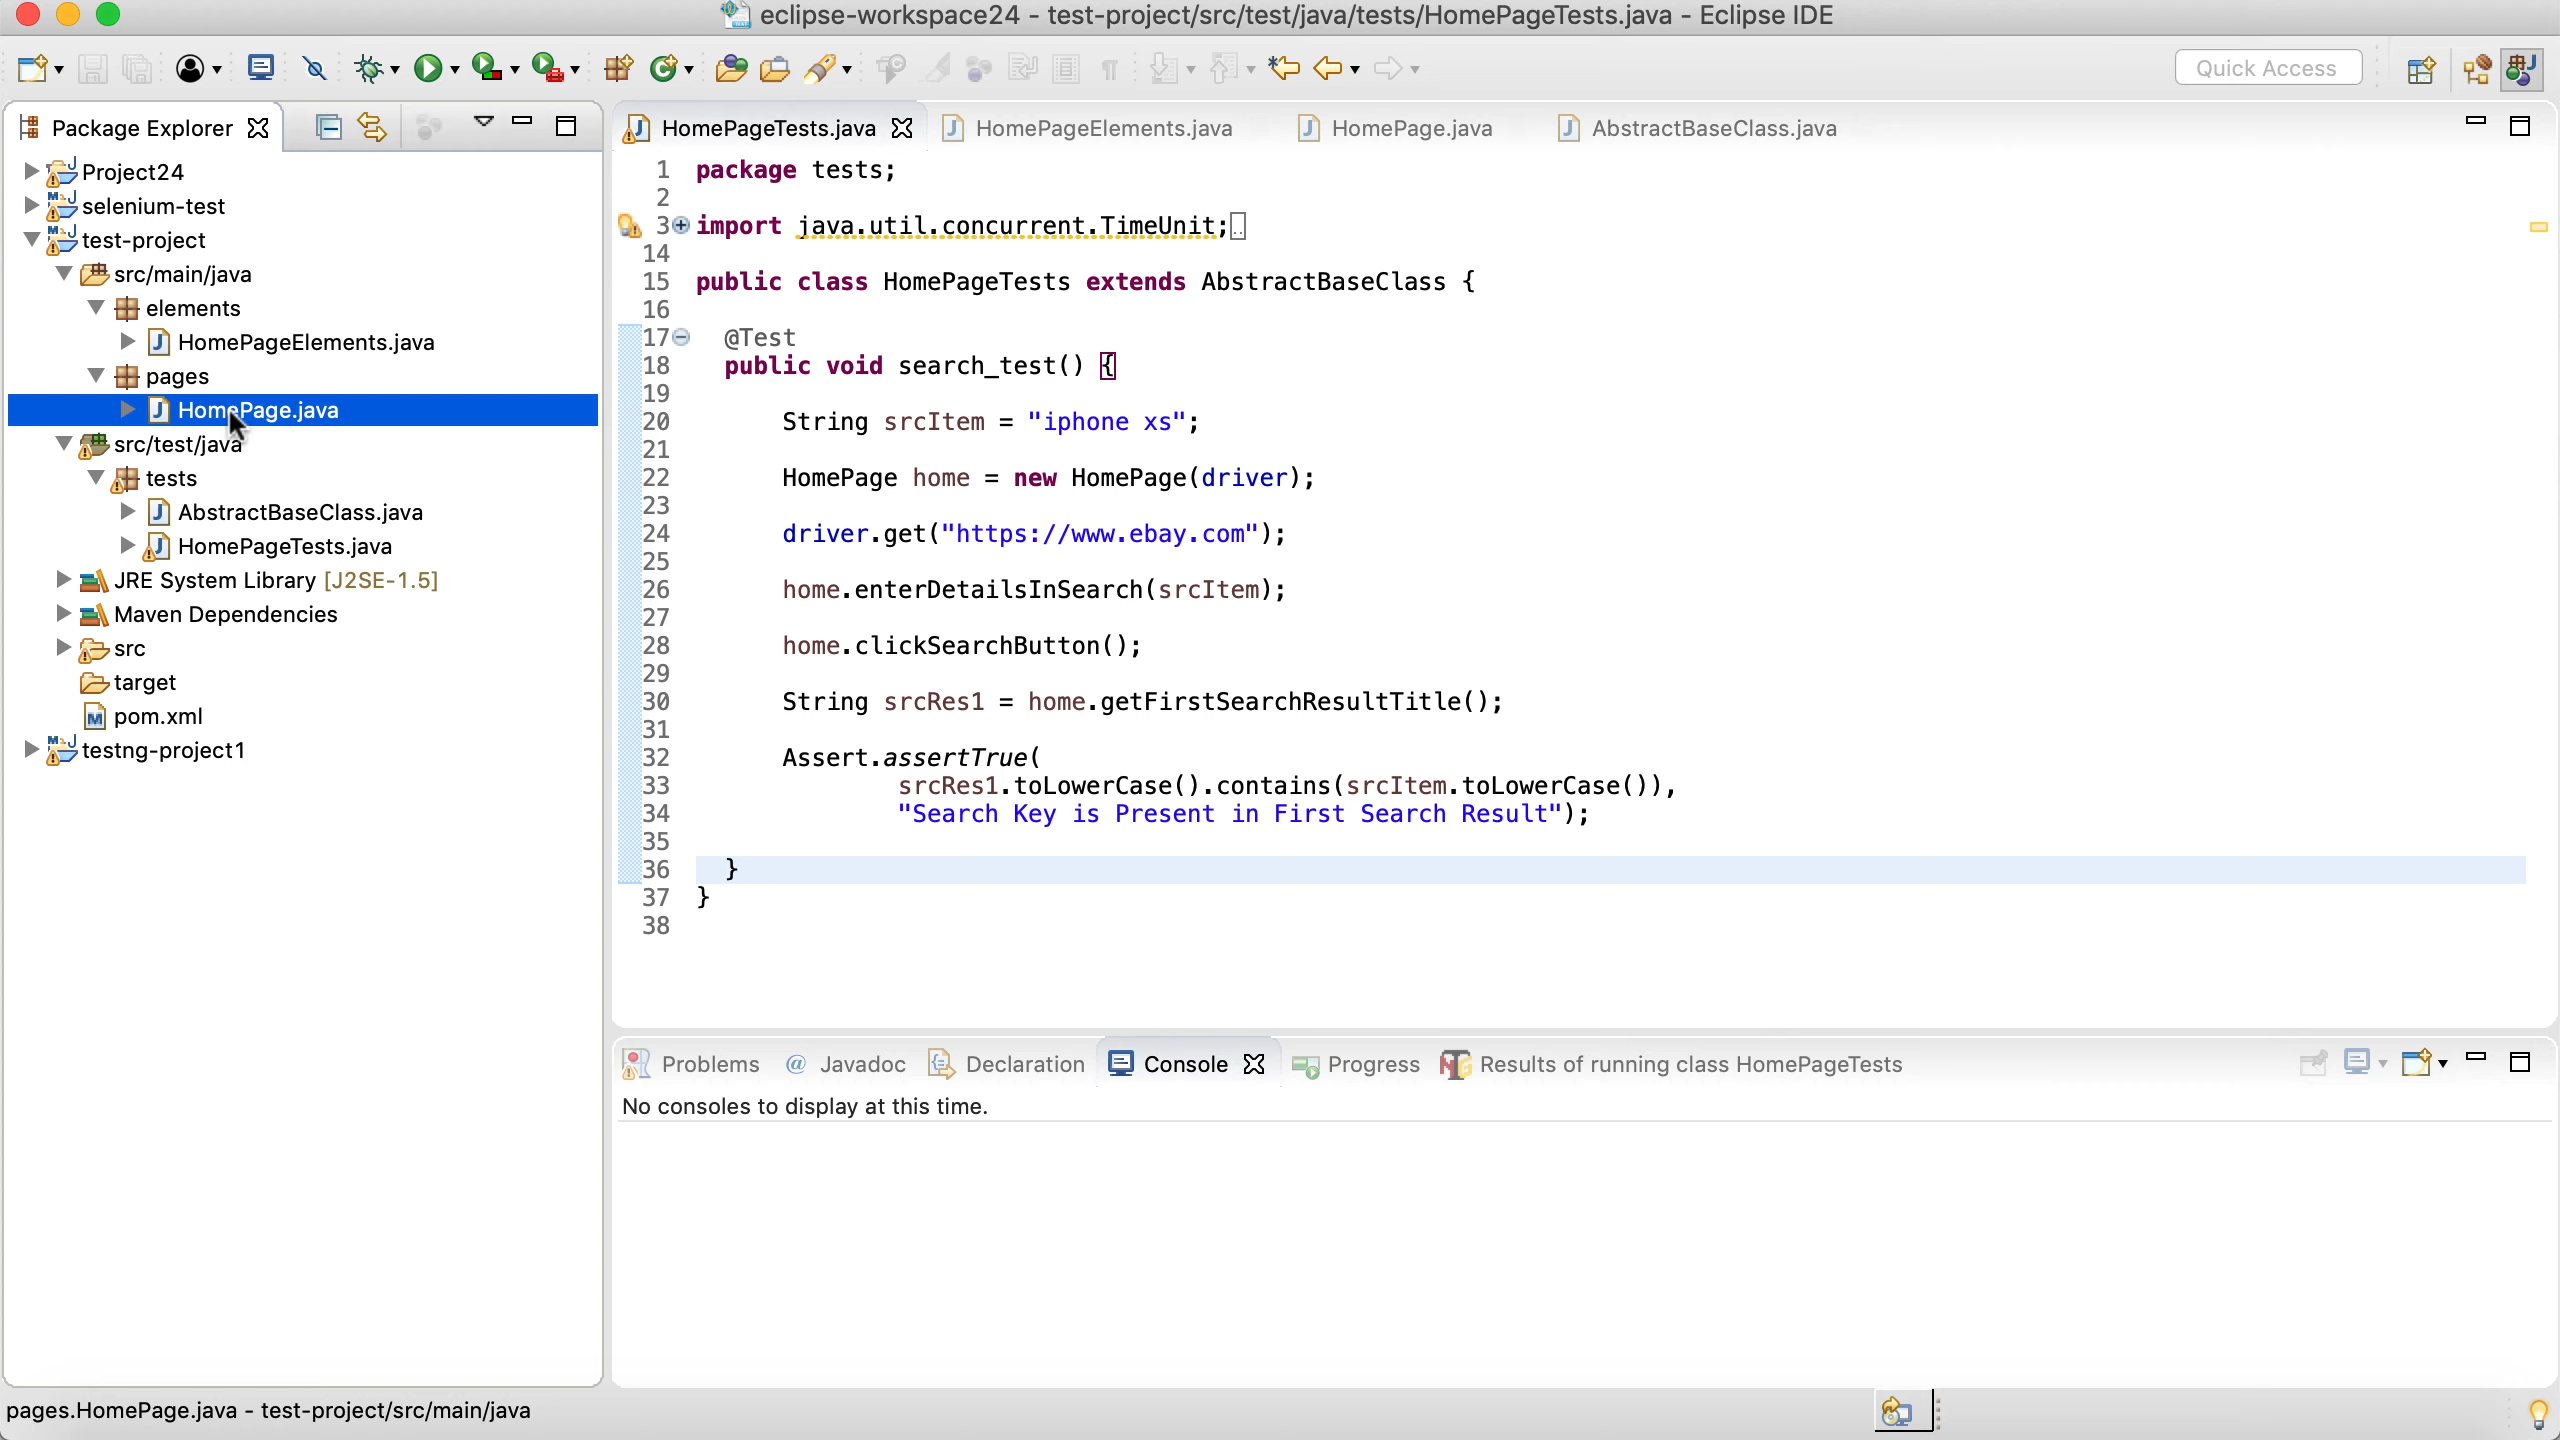 eclipse-workspace24 - test-project/src/test/java/tests/HomePageTests.java - Eclipse IDE
Quick Access
Package Explorer
Project24
selenium-test
test-project
src/main/java
elements
HomePageElements.java
pages
HomePage.java
src/test/java
tests
AbstractBaseClass.java
HomePageTests.java
JRE System Library [J2SE-1.5]
Maven Dependencies
src
target
pom.xml
testng-project1
HomePageTests.java HomePageElements.java HomePage.java AbstractBaseClass.java
1 package tests;
2
3 import java.util.concurrent.TimeUnit;
14
15 public class HomePageTests extends AbstractBaseClass {
16
17 @Test
18 public void search_test() {
19
20 String srcItem = "iphone xs";
21
22 HomePage home = new HomePage(driver);
23
24 driver.get("https://www.ebay.com");
25
26 home.enterDetailsInSearch(srcItem);
27
28 home.clickSearchButton();
29
30 String srcRes1 = home.getFirstSearchResultTitle();
31
32 Assert.assertTrue(
33 srcRes1.toLowerCase().contains(srcItem.toLowerCase()),
34 "Search Key is Present in First Search Result");
35
36 }
37 }
38
Problems @ Javadoc Declaration Console Progress Results of running class HomePageTests
No consoles to display at this time.
pages.HomePage.java - test-project/src/main/java